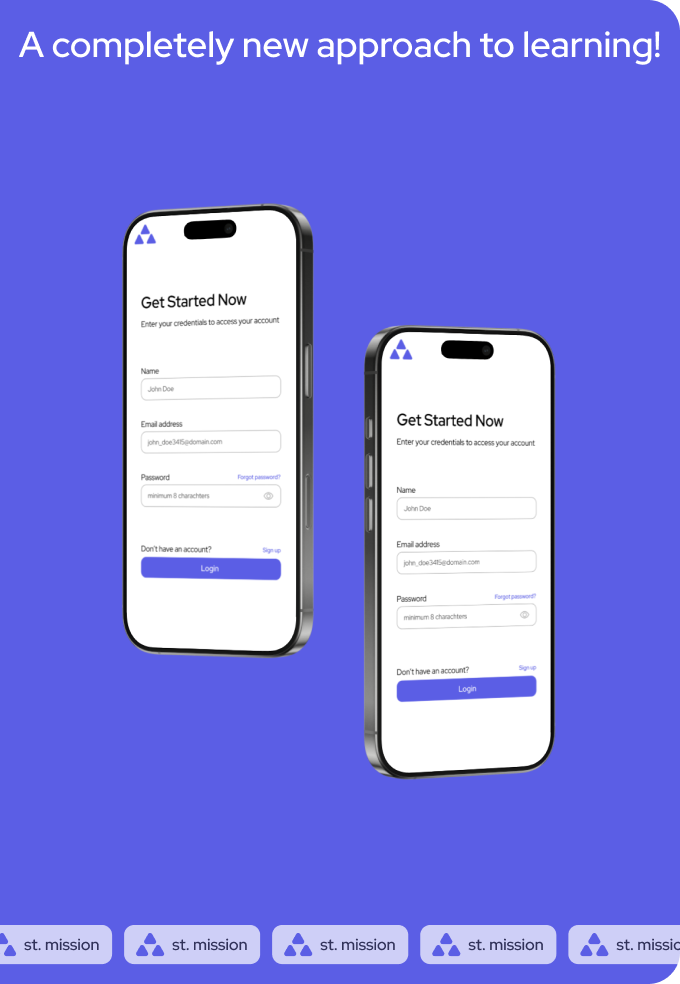 A completely new approach to learning!
Get Started Now
Enter your credentials to access your account
Name
John Doe
Email address
john_doe3415@domain.com
Password Forgot password?
minimum 8 charachters
Don't have an account? Sign up
Login
Get Started Now
Enter your credentials to access your account
Name
John Doe
Email address
john_doe3415@domain.com
Password Forgot password?
minimum 8 charachters
Don't have an account? Sign up
Login
st. mission st. mission st. mission st. mission st. missio